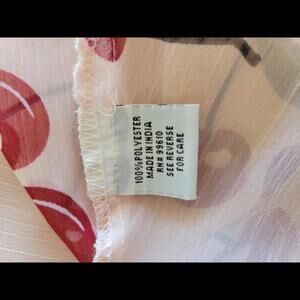 100% POLYESTER
MADE IN INDIA
RN# 99610
SEE REVERSE
FOR CARE